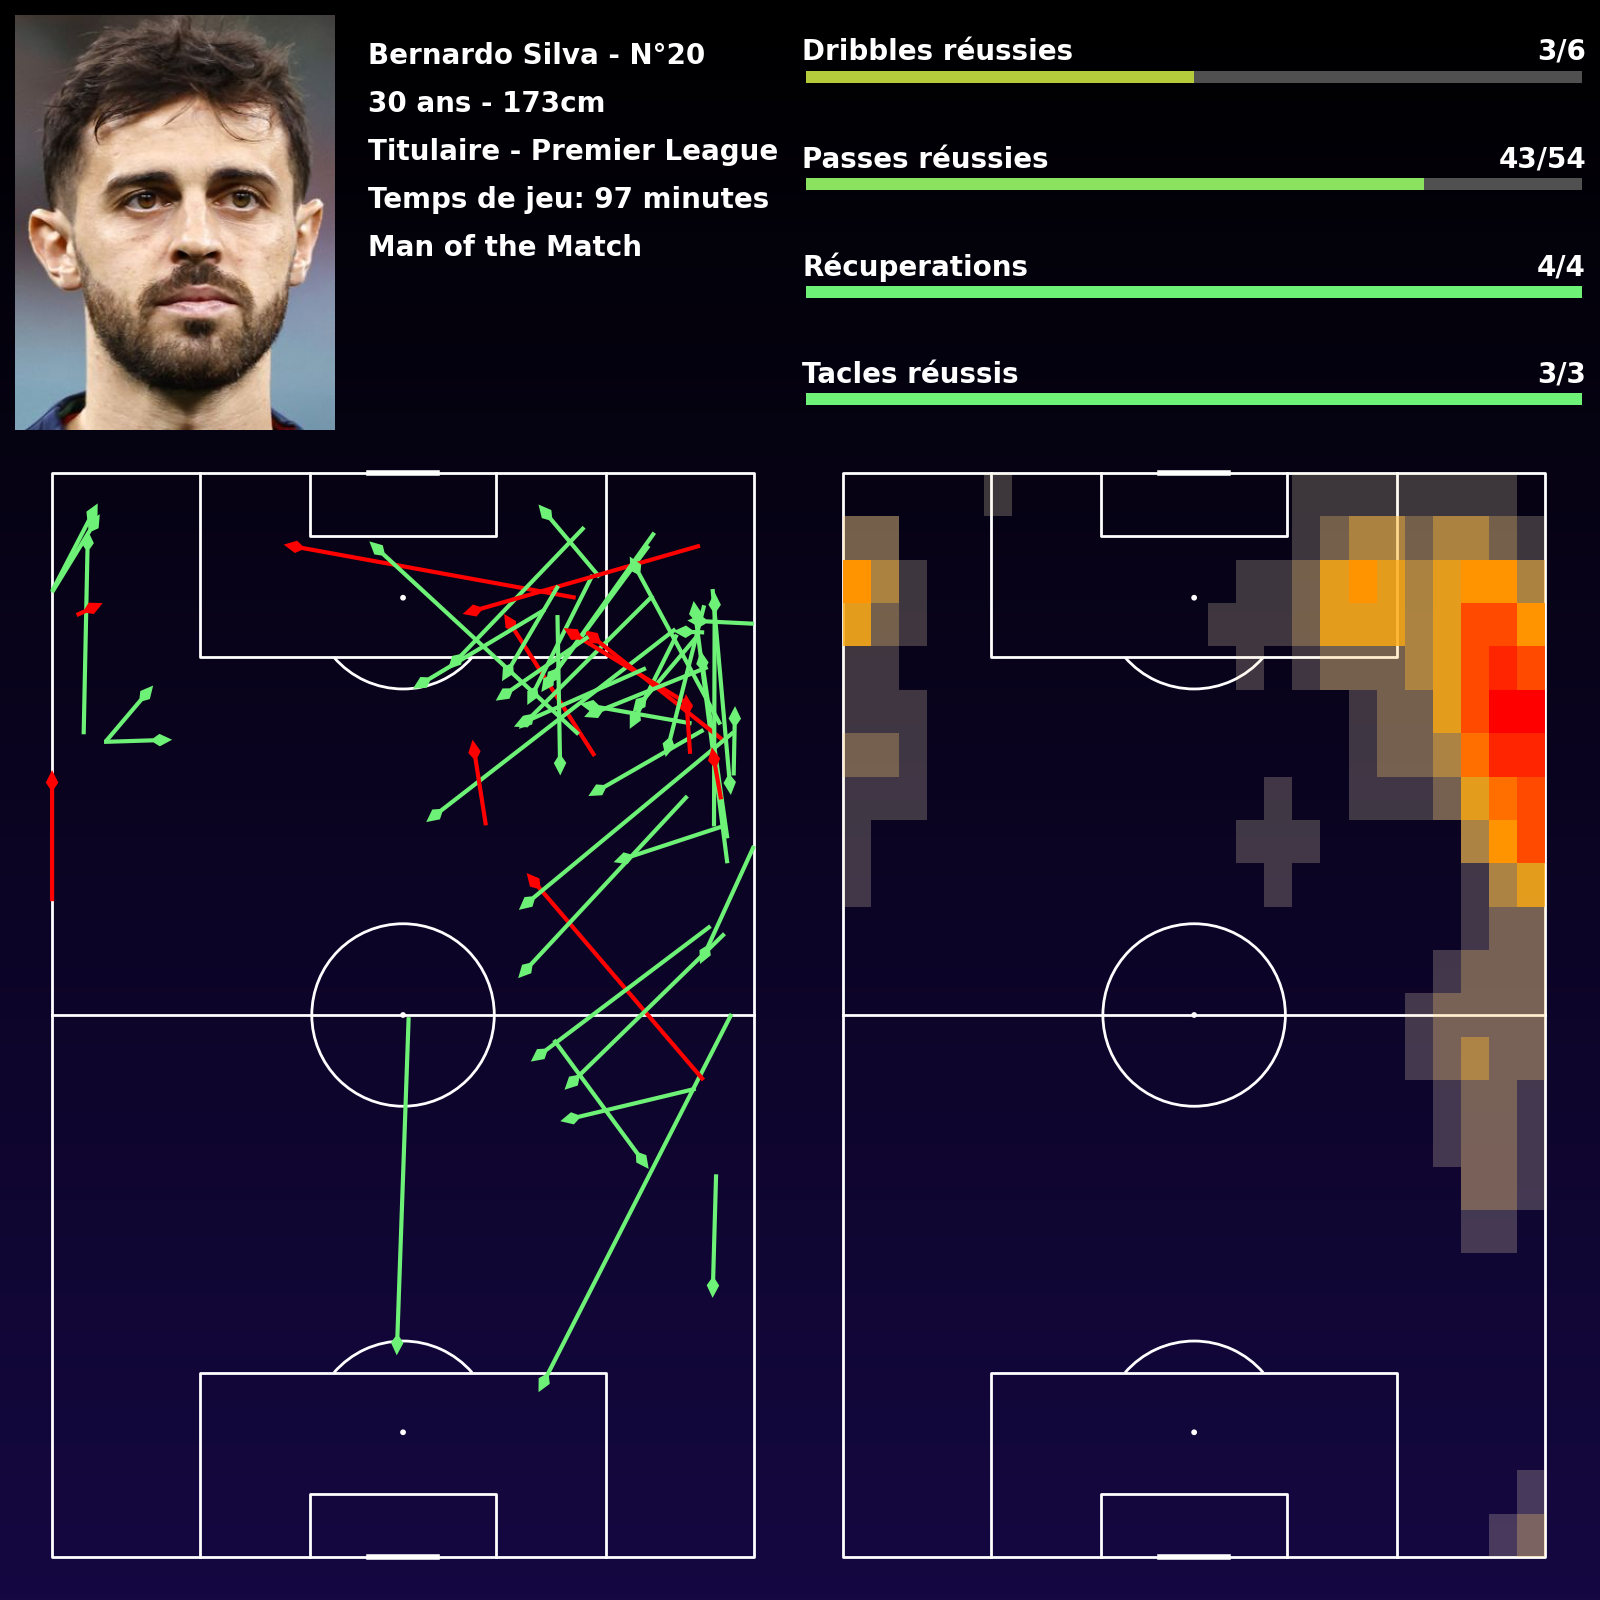 Bernardo Silva - N°20
30 ans - 173cm
Titulaire - Premier League
Temps de jeu: 97 minutes
Man of the Match
Dribbles réussies 3/6
Passes réussies 43/54
Récuperations 4/4
Tacles réussis 3/3